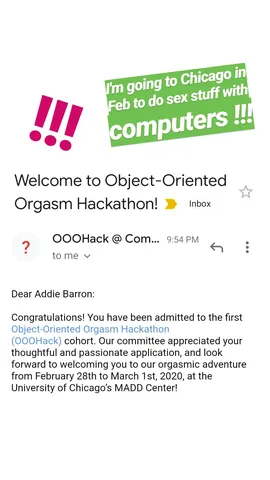 !!!
I'm going to Chicago in
Feb to do sex stuff with
computers !!!
Welcome to Object-Oriented
Orgasm Hackathon!
Inbox
?
OOOHack @ Com... 9:54 PM
to me
Dear Addie Barron:
Congratulations! You have been admitted to the first
Object-Oriented Orgasm Hackathon
(OOOHack) cohort. Our committee appreciated your
thoughtful and passionate application, and look
forward to welcoming you to our orgasmic adventure
from February 28th to March 1st, 2020, at the
University of Chicago's MADD Center!